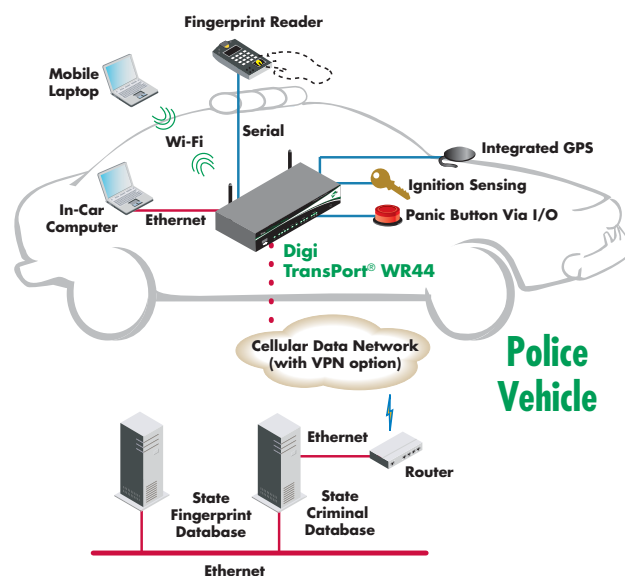 Fingerprint Reader
Mobile
Laptop
Wi-Fi
Serial
Integrated GPS
Ignition Sensing
In-Car
Computer
Ethernet
Panic Button Via I/O
Digi
TransPort® WR44
Cellular Data Network
(with VPN option)
Police
Vehicle
Ethernet
Router
State
Fingerprint
Database
State
Criminal
Database
Ethernet